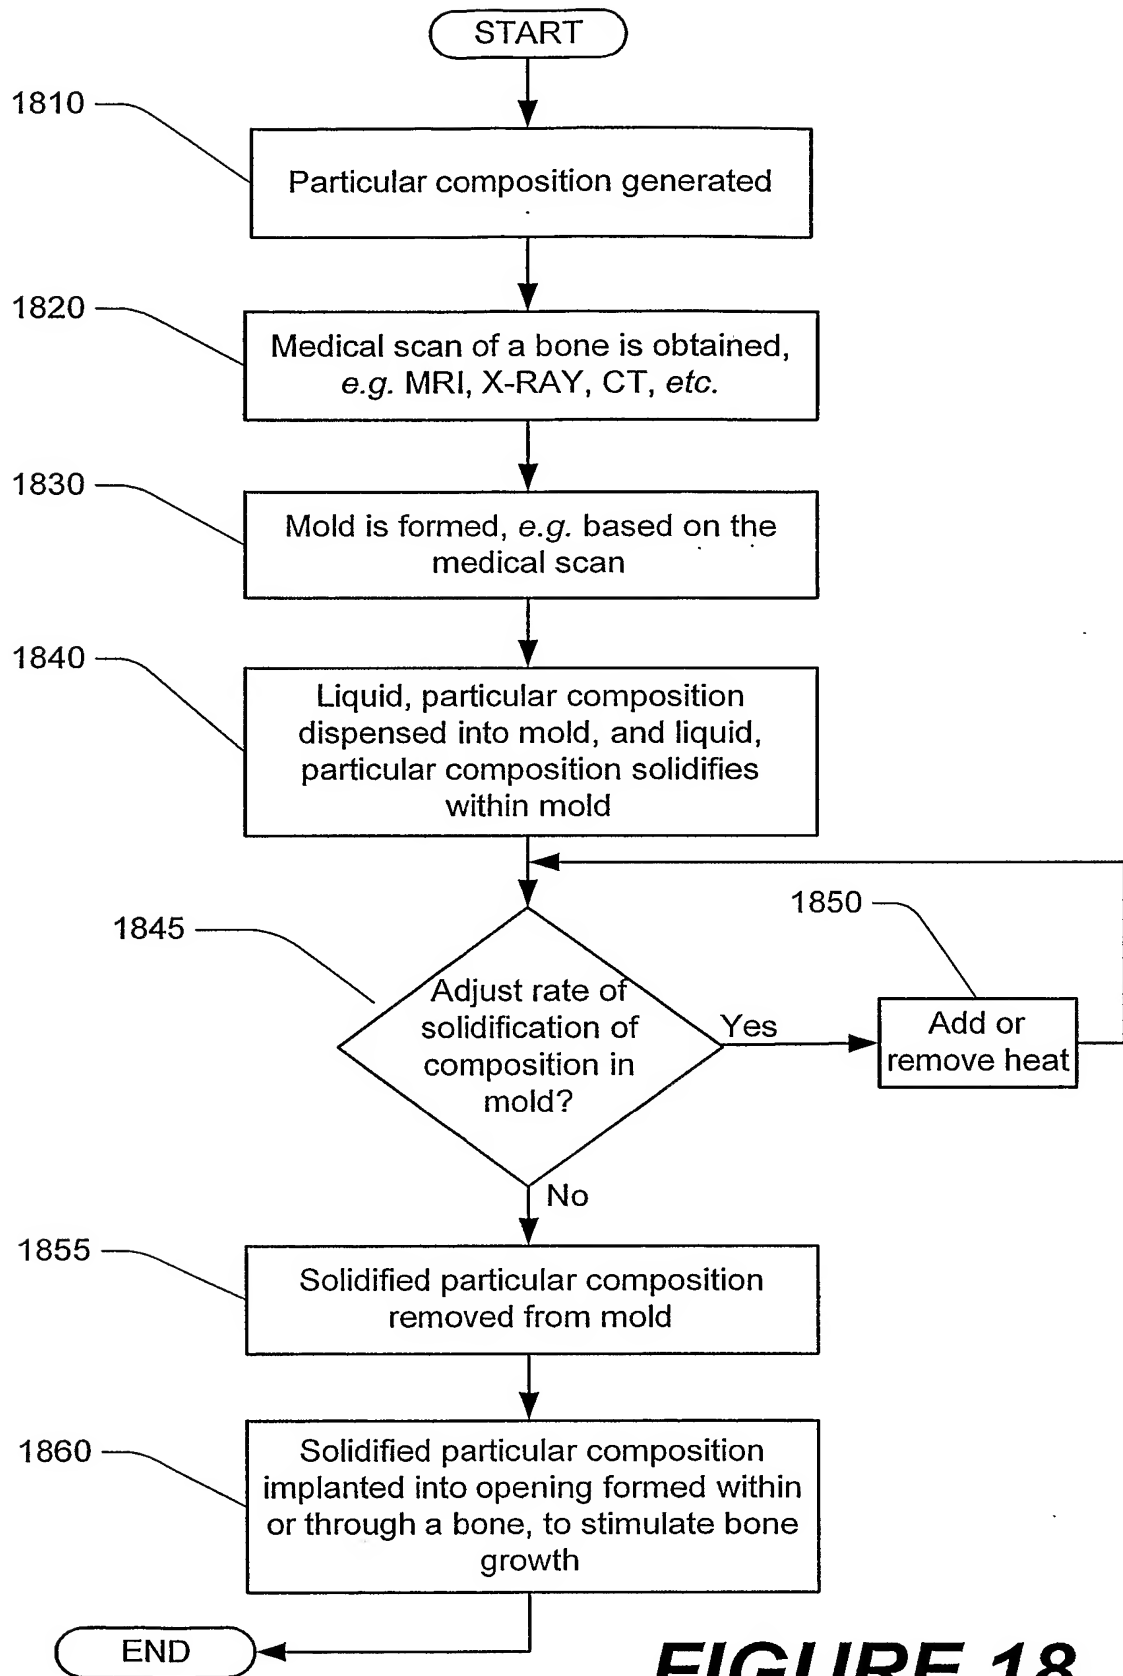 START
1810
Particular composition generated
1820
Medical scan of a bone is obtained,
e.g. MRI, X-RAY, CT, etc.
1830
Mold is formed, e.g. based on the
medical scan
1840
Liquid, particular composition
dispensed into mold, and liquid,
particular composition solidifies
within mold
1845
Adjust rate of
solidification of
composition in
mold?
Yes
1850
Add or
remove heat
No
1855
Solidified particular composition
removed from mold
1860
Solidified particular composition
implanted into opening formed within
or through a bone, to stimulate bone
growth
END
FIGURE 18